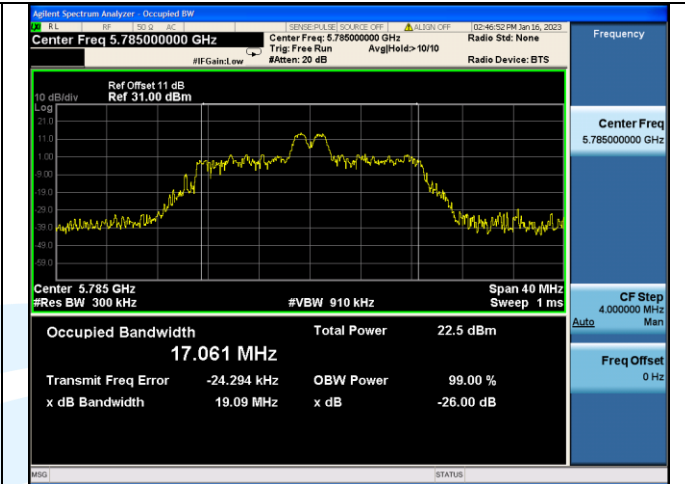 Agilent Spectrum Analyzer - Occupied BW
RL RF 50 Ω AC SENSE:PULSE SOURCE OFF ALIGN OFF 02:46:52 PM Jan 16, 2023
Center Freq 5.785000000 GHz Center Freq: 5.785000000 GHz Radio Std: None Frequency
Trig: Free Run Avg|Hold:>10/10
#IFGain:Low #Atten: 20 dB Radio Device: BTS
Ref Offset 11 dB
10 dB/div Ref 31.00 dBm
Log
21.0
11.0
1.00
-9.00
-19.0
-29.0
-39.0
-49.0
-59.0
Center Freq
5.785000000 GHz
Center 5.785 GHz Span 40 MHz
#Res BW 300 kHz #VBW 910 kHz Sweep 1 ms
CF Step
4.000000 MHz
Auto Man
Occupied Bandwidth Total Power 22.5 dBm
17.061 MHz
Freq Offset
0 Hz
Transmit Freq Error -24.294 kHz OBW Power 99.00 %
x dB Bandwidth 19.09 MHz x dB -26.00 dB
MSG STATUS